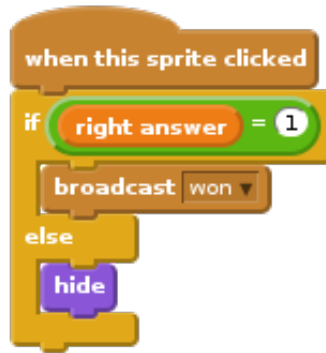 when this sprite clicked
if right answer = 1
broadcast won
else
hide